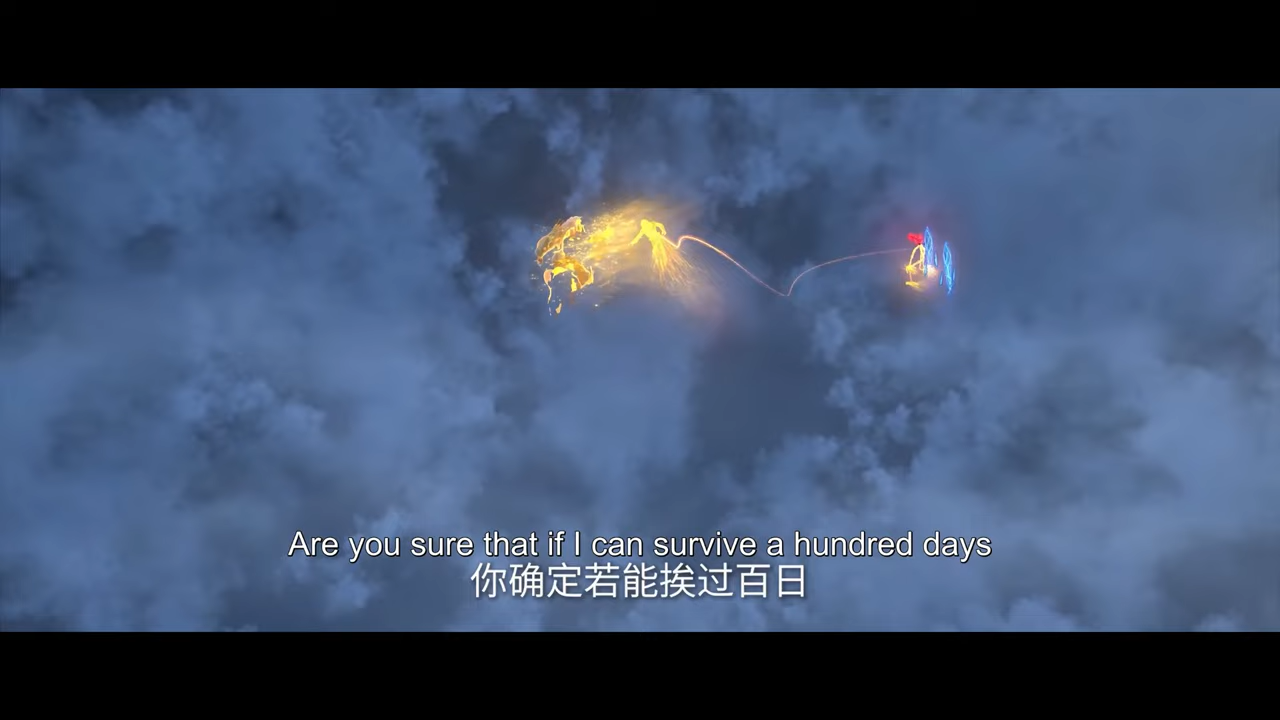 Are you sure that if I can survive a hundred days
你确定若能挨过百日